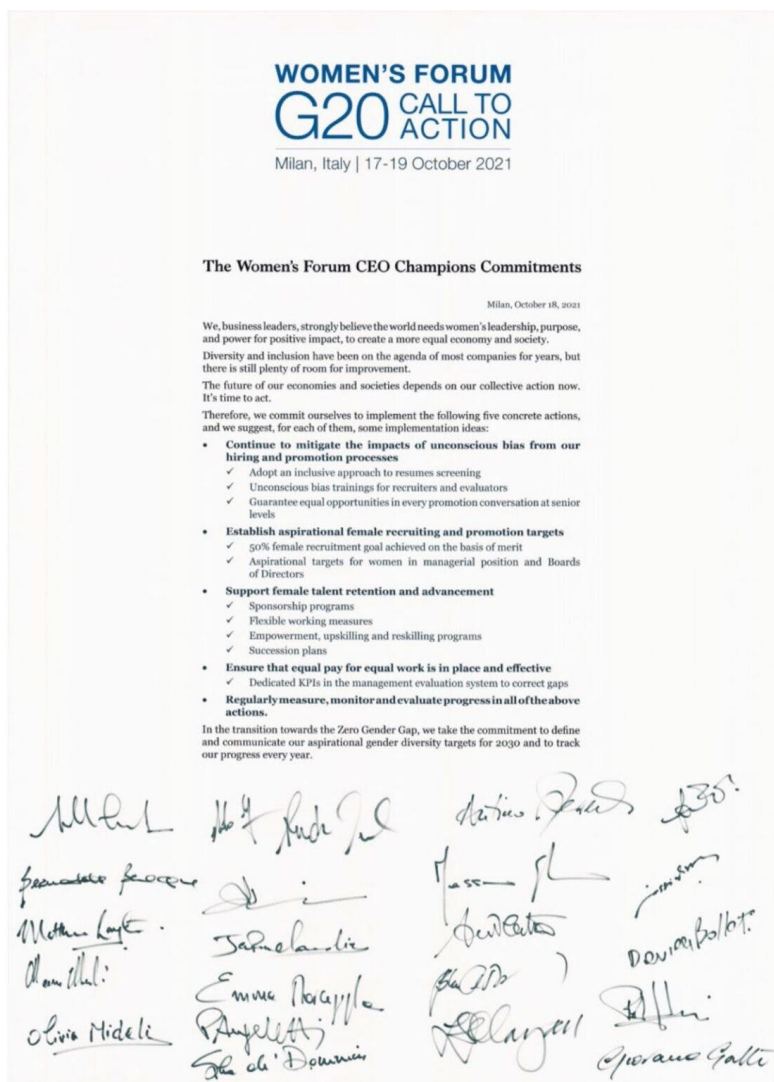 WOMEN'S FORUM
G20 CALL TO
ACTION
Milan, Italy | 17-19 October 2021
The Women's Forum CEO Champions Commitments
Milan, October 18, 2021
We, business leaders, strongly believe the world needs women's leadership, purpose,
and power for positive impact, to create a more equal economy and society.
Diversity and inclusion have been on the agenda of most companies for years, but
there is still plenty of room for improvement.
The future of our economies and societies depends on our collective action now.
It's time to act.
Therefore, we commit ourselves to implement the following five concrete actions,
and we suggest, for each of them, some implementation ideas:
• Continue to mitigate the impacts of unconscious bias from our
hiring and promotion processes
✓ Adopt an inclusive approach to resumes screening
✓ Unconscious bias trainings for recruiters and evaluators
✓ Guarantee equal opportunities in every promotion conversation at senior
levels
• Establish aspirational female recruiting and promotion targets
✓ 50% female recruitment goal achieved on the basis of merit
✓ Aspirational targets for women in managerial position and Boards
of Directors
• Support female talent retention and advancement
✓ Sponsorship programs
✓ Flexible working measures
✓ Empowerment, upskilling and reskilling programs
✓ Succession plans
• Ensure that equal pay for equal work is in place and effective
✓ Dedicated KPIs in the management evaluation system to correct gaps
• Regularly measure, monitor and evaluate progress in all of the above
actions.
In the transition towards the Zero Gender Gap, we take the commitment to define
and communicate our aspirational gender diversity targets for 2030 and to track
our progress every year.
Emma Marcegaglia
Olivia Mideli
P Angeletti